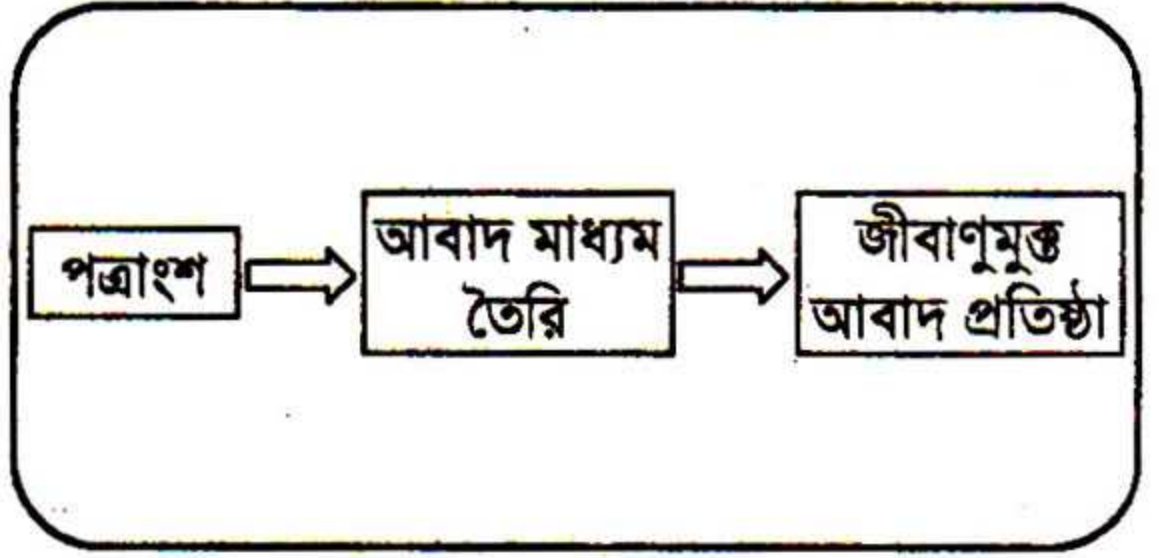 পত্রাংশ
আবাদ মাধ্যম
তৈরি
জীবাণুমুক্ত
আবাদ প্রতিষ্ঠা